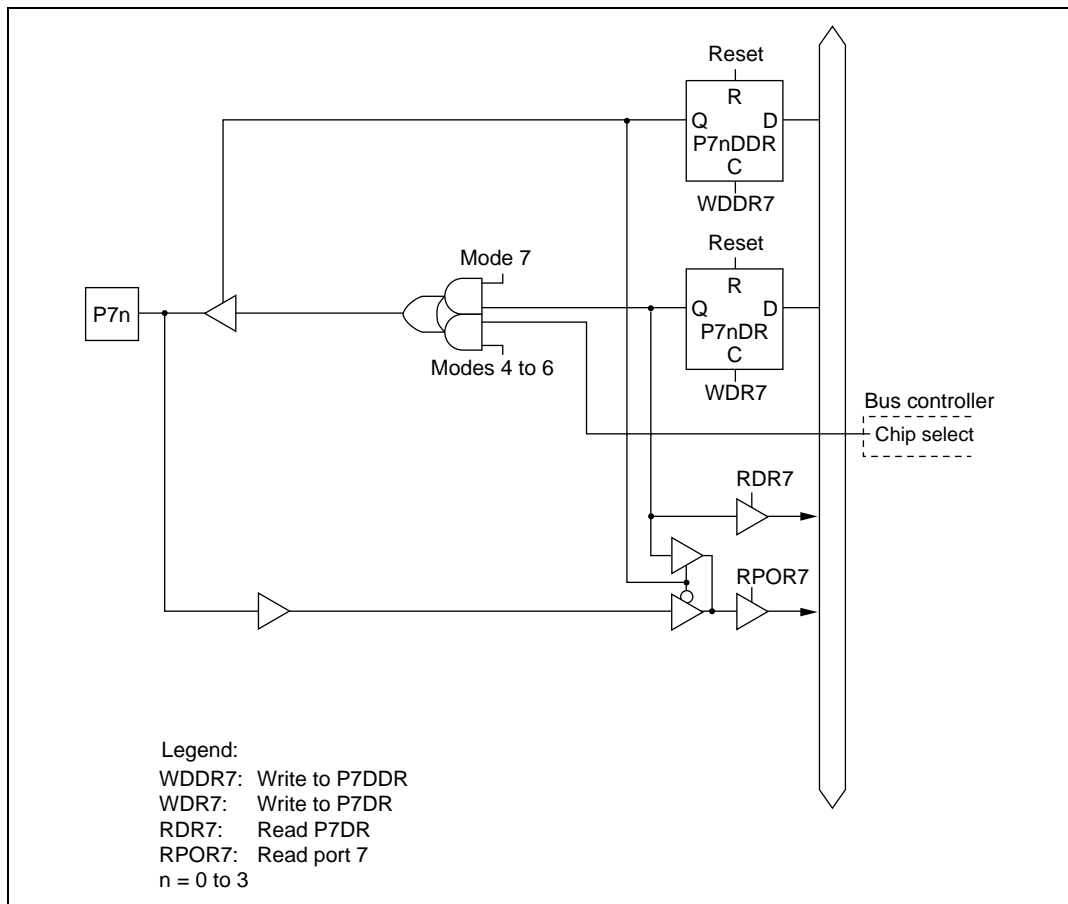 Reset
R
Q D
P7nDDR
C
WDDR7
Reset
Mode 7
R
P7n
Q D
P7nDR
C
Modes 4 to 6
WDR7
Bus controller
Chip select
RDR7
RPOR7
Legend:
WDDR7: Write to P7DDR
WDR7: Write to P7DR
RDR7: Read P7DR
RPOR7: Read port 7
n = 0 to 3